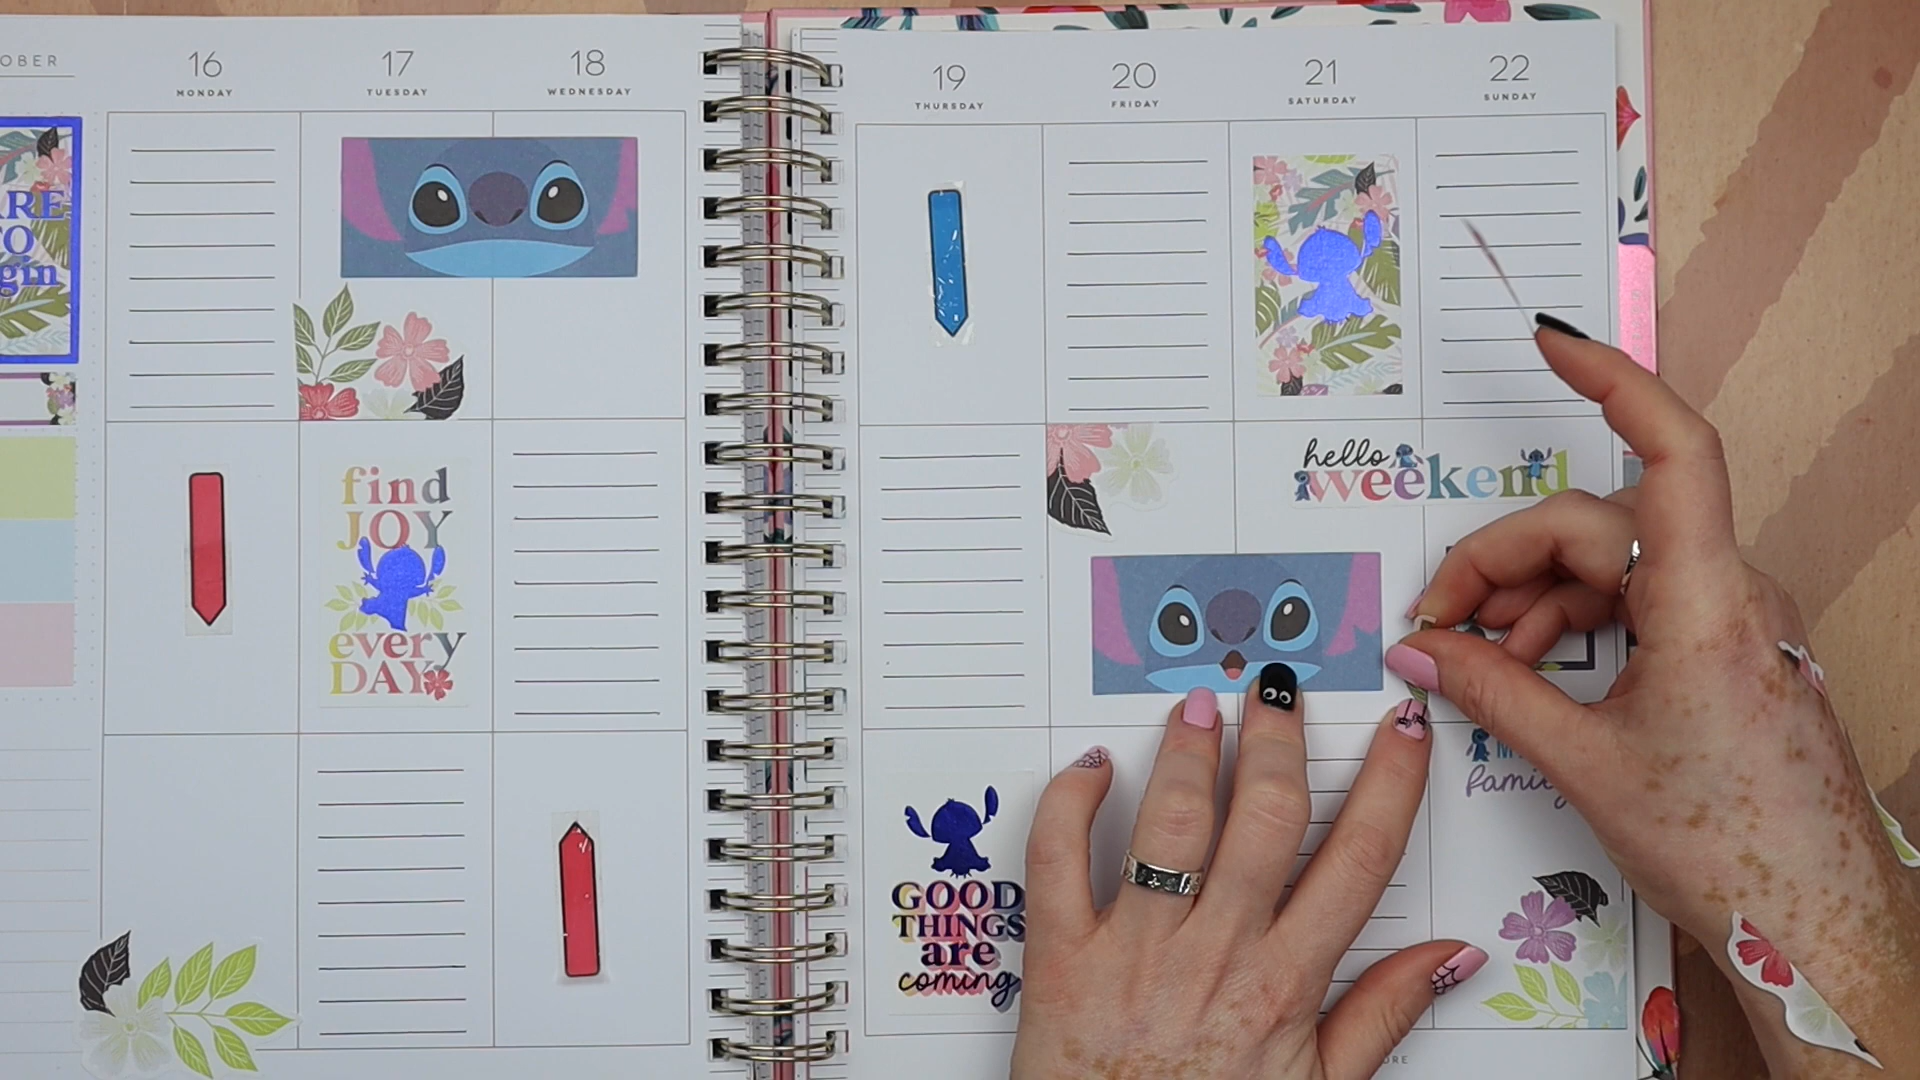 OBER
16
MONDAY
17
TUESDAY
18
WEDNESDAY
19
THURSDAY
20
FRIDAY
21
SATURDAY
22
SUNDAY
find
JOY
every
DAY
hello
weekend
GOOD
THINGS
are
coming